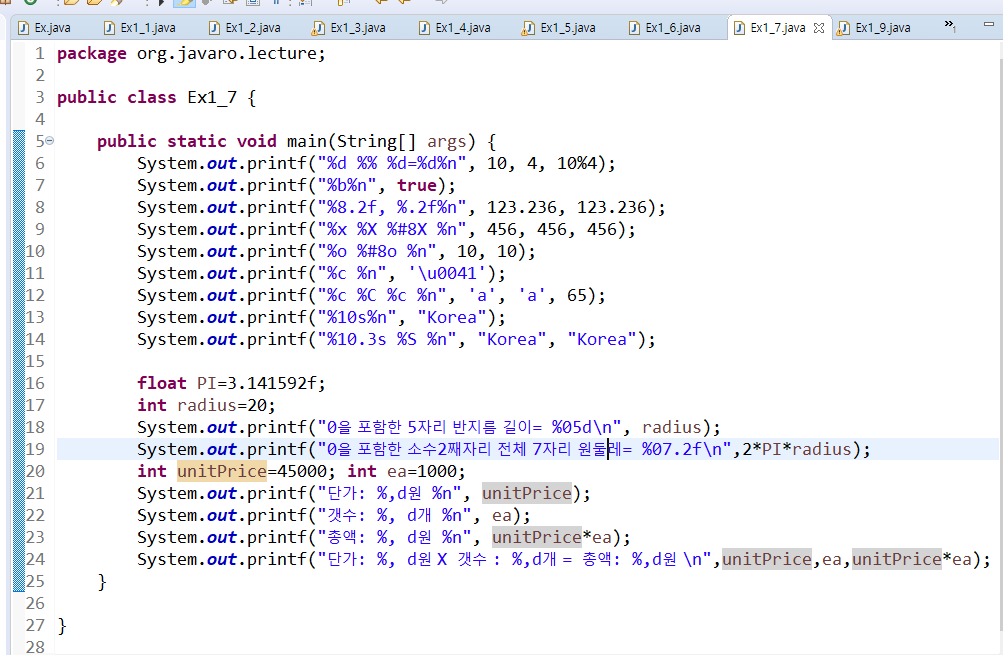 Ex.java Ex1_1.java Ex1_2.java Ex1_3.java Ex1_4.java Ex1_5.java Ex1_6.java Ex1_7.java Ex1_9.java »1
1 package org.javaro.lecture;
2
3 public class Ex1_7 {
4
5 public static void main(String[] args) {
6 System.out.printf("%d %% %d=%d%n", 10, 4, 10%4);
7 System.out.printf("%b%n", true);
8 System.out.printf("%8.2f, %.2f%n", 123.236, 123.236);
9 System.out.printf("%x %X %#8X %n", 456, 456, 456);
10 System.out.printf("%o %#8o %n", 10, 10);
11 System.out.printf("%c %n", '\u0041');
12 System.out.printf("%c %C %c %n", 'a', 'a', 65);
13 System.out.printf("%10s%n", "Korea");
14 System.out.printf("%10.3s %S %n", "Korea", "Korea");
15
16 float PI=3.141592f;
17 int radius=20;
18 System.out.printf("0을 포함한 5자리 반지름 길이= %05d\n", radius);
19 System.out.printf("0을 포함한 소수2째자리 전체 7자리 원둘레= %07.2f\n",2*PI*radius);
20 int unitPrice=45000; int ea=1000;
21 System.out.printf("단가: %,d원 %n", unitPrice);
22 System.out.printf("갯수: %, d개 %n", ea);
23 System.out.printf("총액: %, d원 %n", unitPrice*ea);
24 System.out.printf("단가: %, d원 X 갯수 : %,d개 = 총액: %,d원 \n",unitPrice,ea,unitPrice*ea);
25 }
26
27 }
28